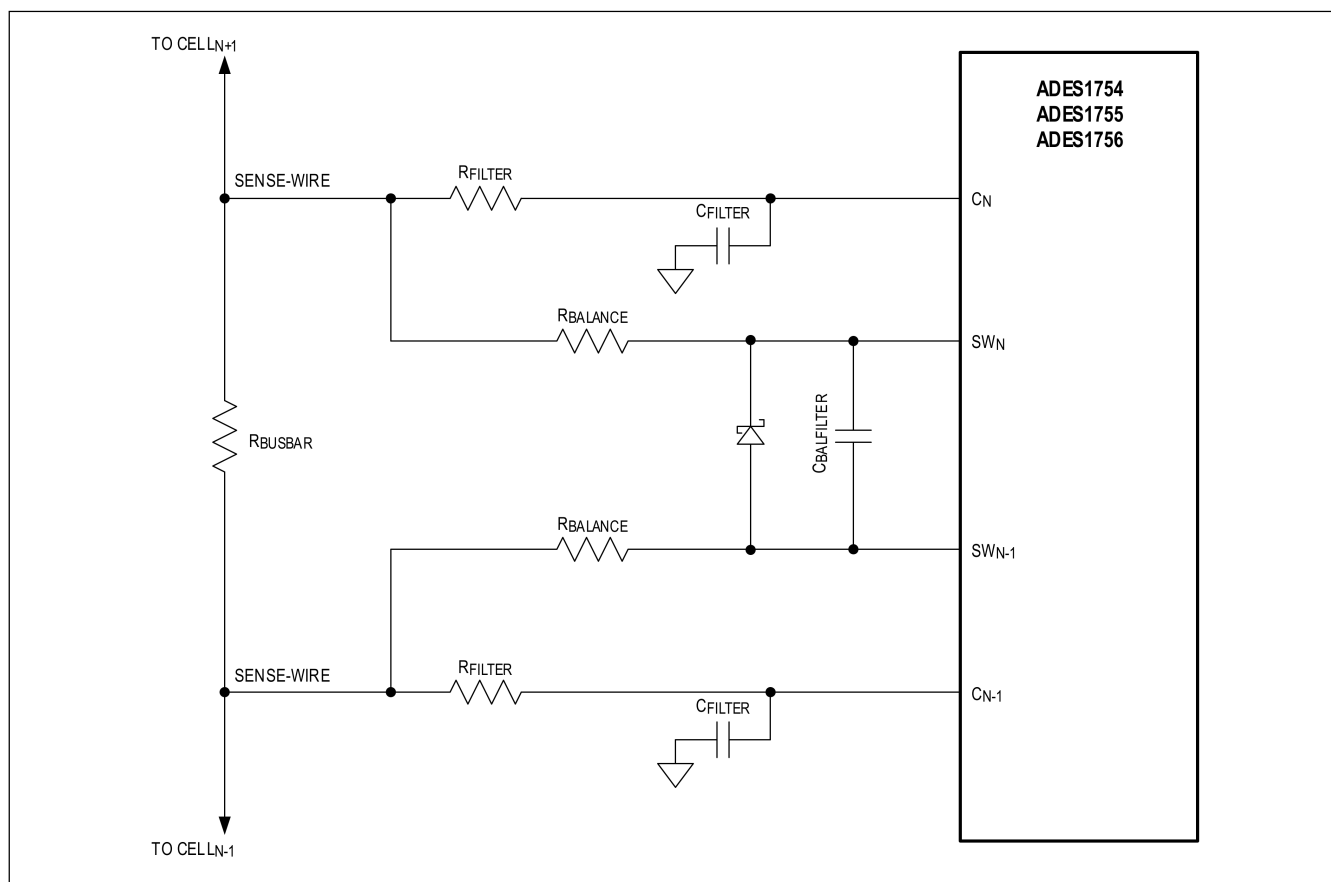 TO CELLN+1
ADES1754
ADES1755
ADES1756
SENSE-WIRE
RFILTER
CN
CFILTER
RBALANCE
SWN
RBUSBAR
CBALFILTER
RBALANCE
SWN-1
SENSE-WIRE
RFILTER
CN-1
CFILTER
TO CELLN-1